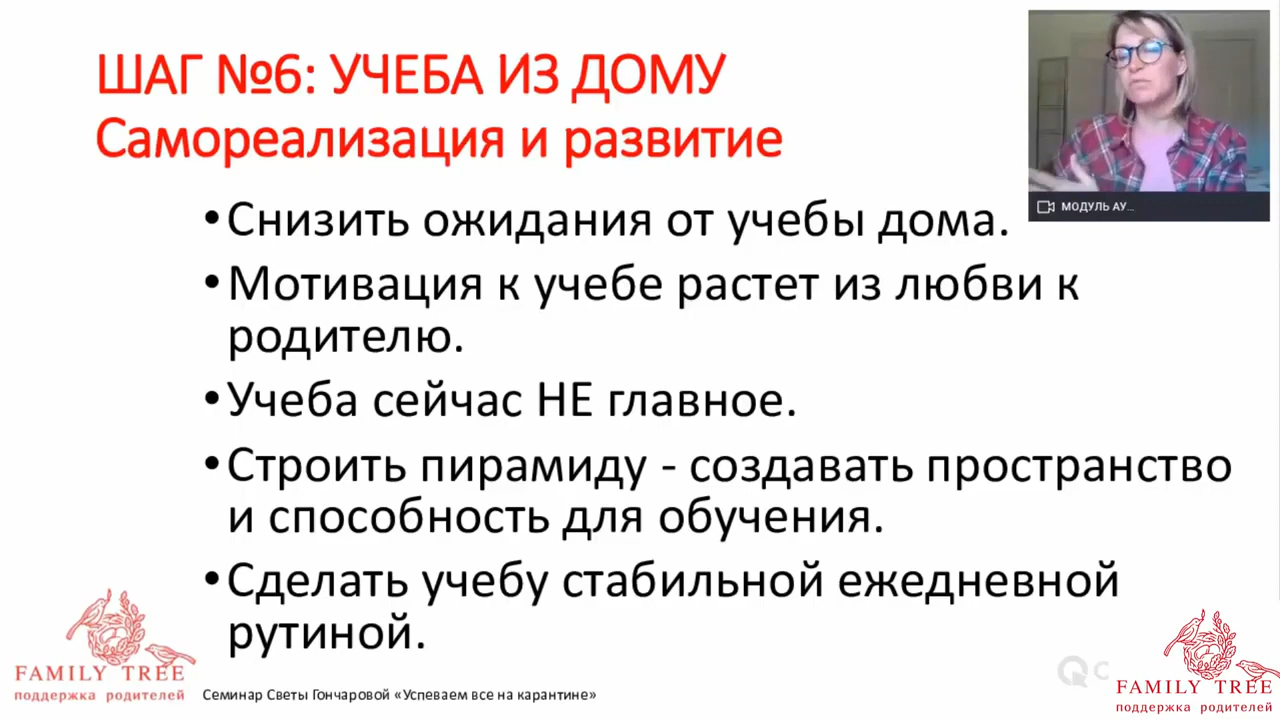 ШАГ №6: УЧЕБА ИЗ ДОМУ
Самореализация и развитие
МОДУЛЬ АУ...
•Снизить ожидания от учебы дома.
•Мотивация к учебе растет из любви к
родителю.
•Учеба сейчас НЕ главное.
•Строить пирамиду - создавать пространство
и способность для обучения.
•Сделать учебу стабильной ежедневной
рутиной.
FAMILY TREE
поддержка родителей
Семинар Светы Гончаровой «Успеваем все на карантине»
FAMILY TREE
поддержка родителей